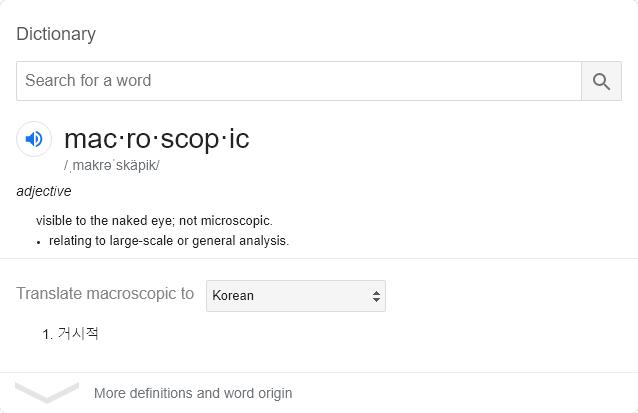 Dictionary
Search for a word
mac·ro·scop·ic
/ˌmakrəˈskäpik/
adjective
visible to the naked eye; not microscopic.
• relating to large-scale or general analysis.
Translate macroscopic to Korean
1. 거시적
More definitions and word origin